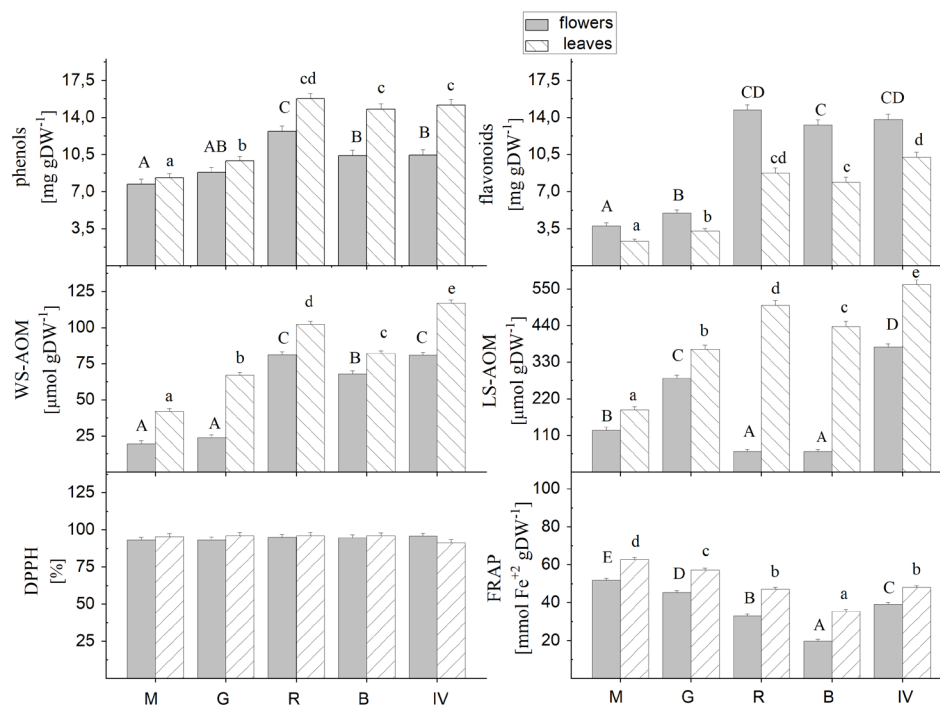 flowers
leaves
phenols
[mg gDW⁻¹]
17,5
14,0
10,5
7,0
3,5
A a AB b C cd B c B c
flavonoids
[mg gDW⁻¹]
17,5
14,0
10,5
7,0
3,5
A a B b CD cd C c CD d
WS-AOM
[µmol gDW⁻¹]
125
100
75
50
25
A a A b C d B c C e
LS-AOM
[µmol gDW⁻¹]
550
440
330
220
110
B a C b A d A c D e
DPPH
[%]
125
100
75
50
25
M G R B IV
FRAP
[mmol Fe⁺² gDW⁻¹]
100
80
60
40
20
E d D c B b A a C b
M G R B IV